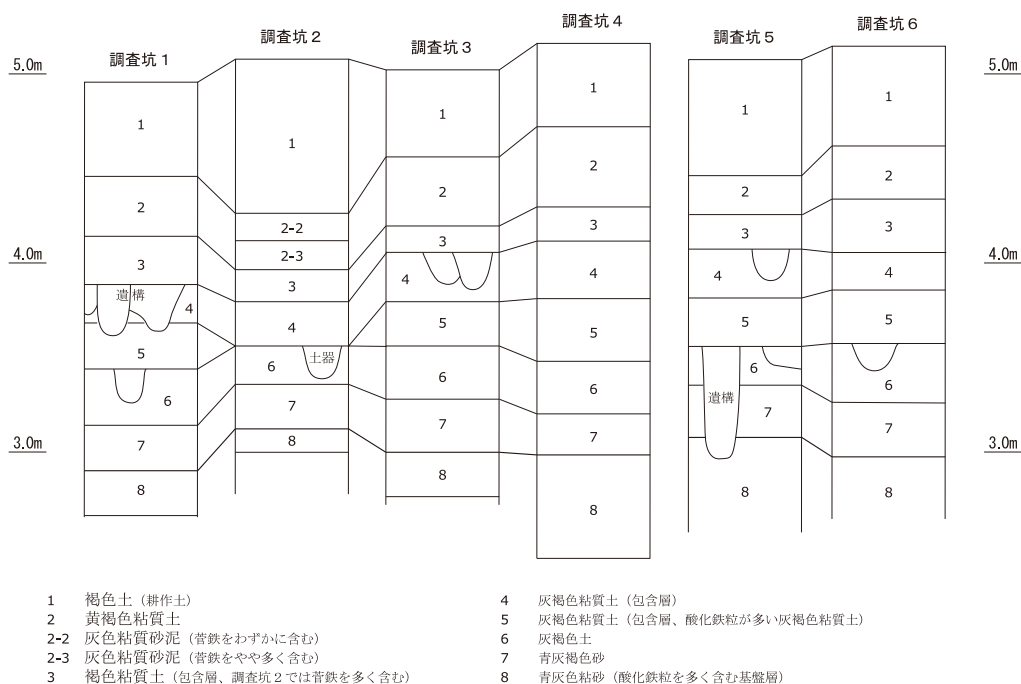 調査坑１
調査坑２
調査坑３
調査坑４
調査坑５
調査坑６
5.0m
4.0m
3.0m
5.0m
4.0m
3.0m
1
2
3
遺構
4
5
6
7
8
1
2-2
2-3
3
4
6
土器
7
8
1
2
3
4
5
6
7
8
1
2
3
4
5
6
7
8
1
2
3
4
5
6
遺構
7
8
1
2
3
4
5
6
7
8
1 褐色土（耕作土）
2 黄褐色粘質土
2-2 灰色粘質砂泥（菅鉄をわずかに含む）
2-3 灰色粘質砂泥（菅鉄をやや多く含む）
3 褐色粘質土（包含層、調査坑２では菅鉄を多く含む）
4 灰褐色粘質土（包含層）
5 灰褐色粘質土（包含層、酸化鉄粒が多い灰褐色粘質土）
6 灰褐色土
7 青灰褐色砂
8 青灰色粘砂（酸化鉄粒を多く含む基盤層）